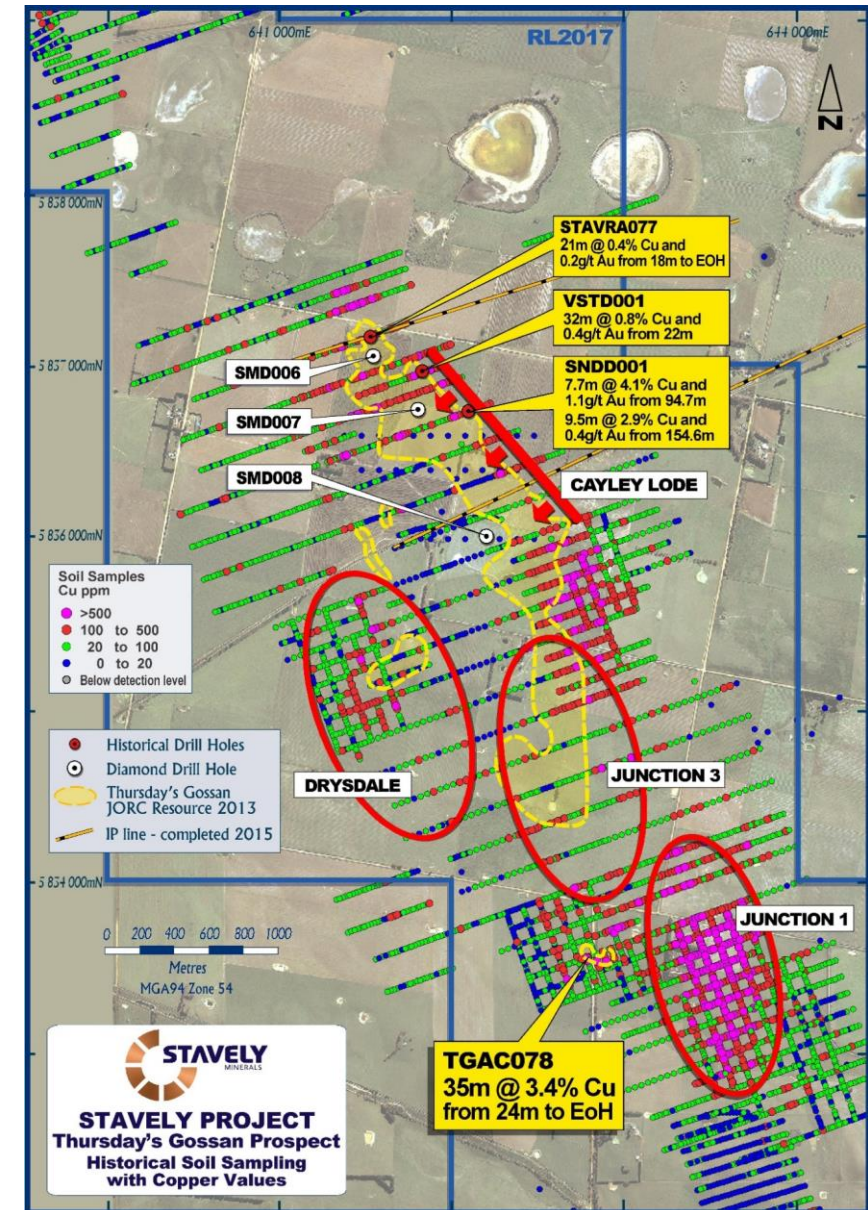 641 000mE
RL2017
644 000mE
N
5 838 000mN
STAVRA077
21m @ 0.4% Cu and
0.2g/t Au from 18m to EOH
VSTD001
32m @ 0.8% Cu and
0.4g/t Au from 22m
5 837 000mN
SMD006
SNDD001
7.7m @ 4.1% Cu and
1.1g/t Au from 94.7m
9.5m @ 2.9% Cu and
0.4g/t Au from 154.6m
SMD007
SMD008
CAYLEY LODE
5 836 000mN
Soil Samples
Cu ppm
>500
100 to 500
20 to 100
0 to 20
Below detection level
Historical Drill Holes
Diamond Drill Hole
Thursday's Gossan
JORC Resource 2013
IP line - completed 2015
DRYSDALE
JUNCTION 3
5 834 000mN
JUNCTION 1
0 200 400 600 800 1000
Metres
MGA94 Zone 54
TGAC078
35m @ 3.4% Cu
from 24m to EoH
STAVELY
MINERALS
STAVELY PROJECT
Thursday's Gossan Prospect
Historical Soil Sampling
with Copper Values